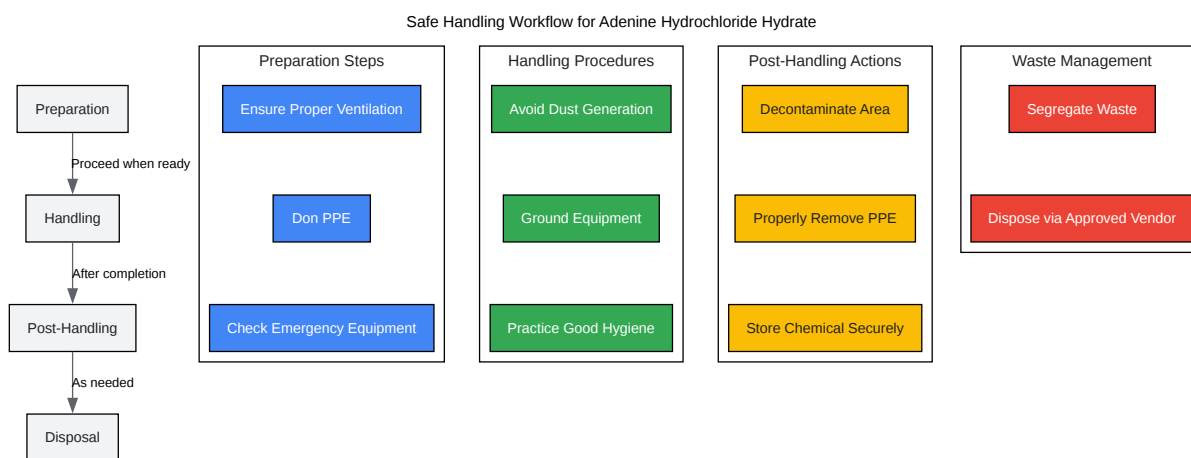 Safe Handling Workflow for Adenine Hydrochloride Hydrate
Preparation
Proceed when ready
Handling
After completion
Post-Handling
As needed
Disposal
Preparation Steps
Ensure Proper Ventilation
Don PPE
Check Emergency Equipment
Handling Procedures
Avoid Dust Generation
Ground Equipment
Practice Good Hygiene
Post-Handling Actions
Decontaminate Area
Properly Remove PPE
Store Chemical Securely
Waste Management
Segregate Waste
Dispose via Approved Vendor